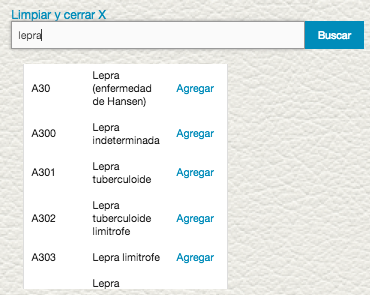 Limpiar y cerrar X
lepra
Buscar
Lepra
A30 (enfermedad Agregar
de Hansen)
A300 Lepra Agregar
indeterminada
A301 Lepra Agregar
tuberculoide
Lepra
A302 tuberculoide Agregar
limitrofe
A303 Lepra limitrofe Agregar
Lepra